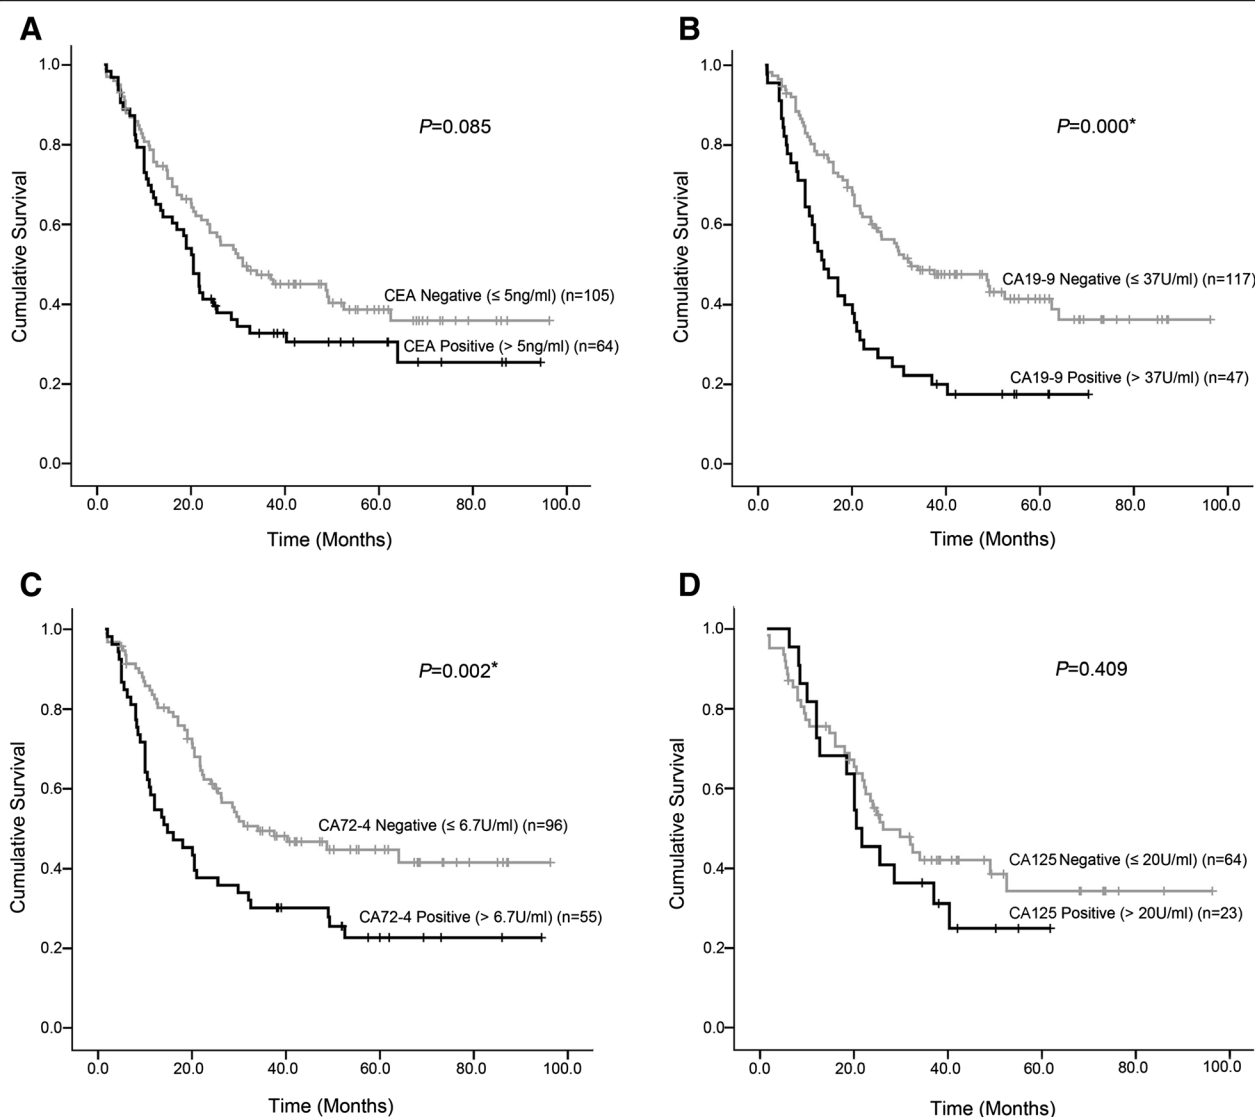 A
1.0
0.8
0.6
0.4
0.2
0.0
Cumulative Survival
P=0.085
CEA Negative (≤ 5ng/ml) (n=105)
CEA Positive (> 5ng/ml) (n=64)
0.0 20.0 40.0 60.0 80.0 100.0
Time (Months)
B
1.0
0.8
0.6
0.4
0.2
0.0
Cumulative Survival
P=0.000*
CA19-9 Negative (≤ 37U/ml) (n=117)
CA19-9 Positive (> 37U/ml) (n=47)
0.0 20.0 40.0 60.0 80.0 100.0
Time (Months)
C
1.0
0.8
0.6
0.4
0.2
0.0
Cumulative Survival
P=0.002*
CA72-4 Negative (≤ 6.7U/ml) (n=96)
CA72-4 Positive (> 6.7U/ml) (n=55)
0.0 20.0 40.0 60.0 80.0 100.0
Time (Months)
D
1.0
0.8
0.6
0.4
0.2
0.0
Cumulative Survival
P=0.409
CA125 Negative (≤ 20U/ml) (n=64)
CA125 Positive (> 20U/ml) (n=23)
0.0 20.0 40.0 60.0 80.0 100.0
Time (Months)